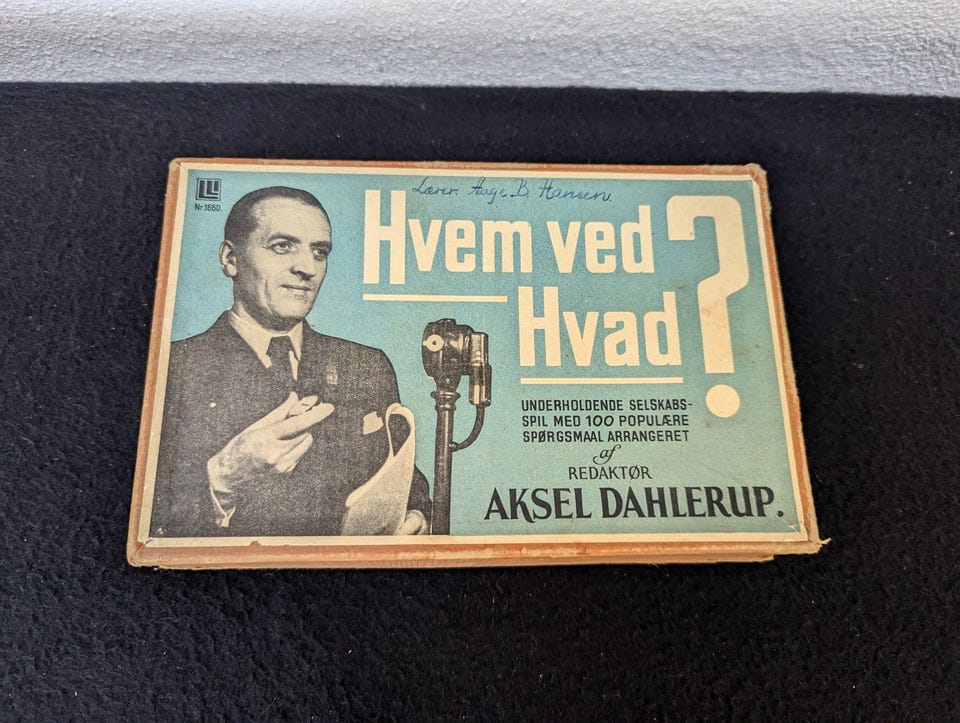 LLI
Nr. 1660.
Lærer. Aage B. Hansen.
Hvem ved
Hvad?
UNDERHOLDENDE SELSKABS-
SPIL MED 100 POPULÆRE
SPØRGSMAAL ARRANGERET
af
REDAKTØR
AKSEL DAHLERUP.